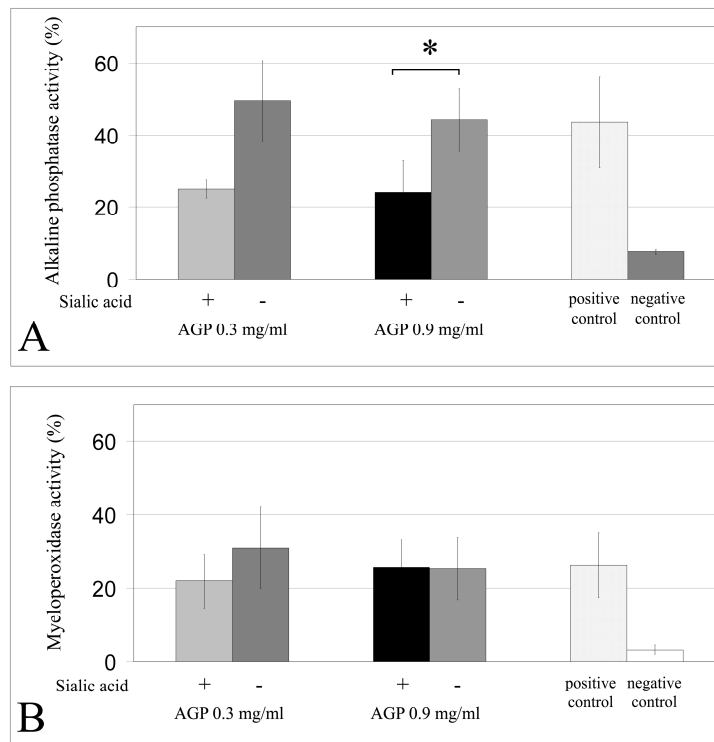 Alkaline phosphatase activity (%)
60
40
20
0
*
Sialic acid + - + - positive control negative control
AGP 0.3 mg/ml AGP 0.9 mg/ml
A
Myeloperoxidase activity (%)
60
40
20
0
Sialic acid + - + - positive control negative control
AGP 0.3 mg/ml AGP 0.9 mg/ml
B